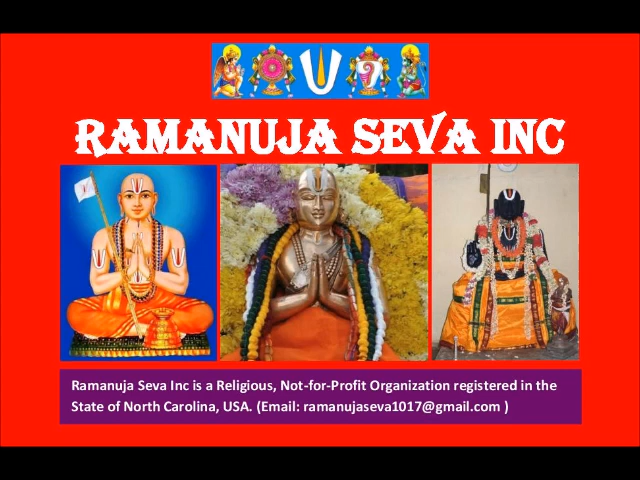 RAMANUJA SEVA INC
Ramanuja Seva Inc is a Religious, Not-for-Profit Organization registered in the
State of North Carolina, USA. (Email: ramanujaseva1017@gmail.com )